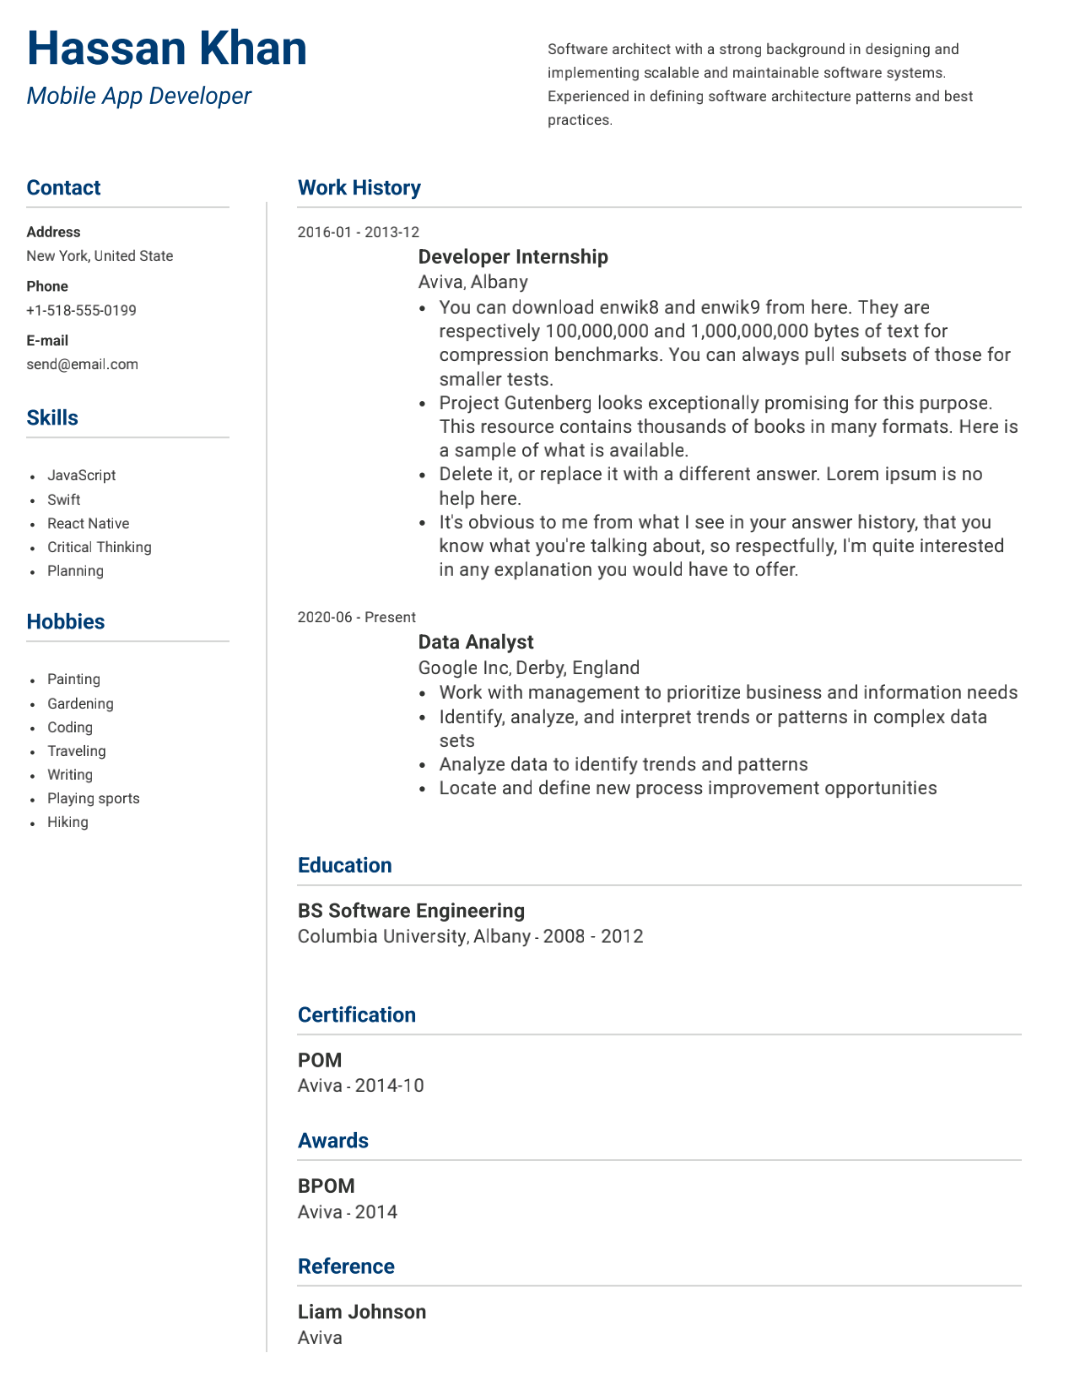 Hassan Khan
Mobile App Developer
Software architect with a strong background in designing and
implementing scalable and maintainable software systems.
Experienced in defining software architecture patterns and best
practices.
Contact
Address
New York, United State
Phone
+1-518-555-0199
E-mail
send@email.com
Skills
• JavaScript
• Swift
• React Native
• Critical Thinking
• Planning
Hobbies
• Painting
• Gardening
• Coding
• Traveling
• Writing
• Playing sports
• Hiking
Work History
2016-01 - 2013-12
Developer Internship
Aviva, Albany
• You can download enwik8 and enwik9 from here. They are
respectively 100,000,000 and 1,000,000,000 bytes of text for
compression benchmarks. You can always pull subsets of those for
smaller tests.
• Project Gutenberg looks exceptionally promising for this purpose.
This resource contains thousands of books in many formats. Here is
a sample of what is available.
• Delete it, or replace it with a different answer. Lorem ipsum is no
help here.
• It's obvious to me from what I see in your answer history, that you
know what you're talking about, so respectfully, I'm quite interested
in any explanation you would have to offer.
2020-06 - Present
Data Analyst
Google Inc, Derby, England
• Work with management to prioritize business and information needs
• Identify, analyze, and interpret trends or patterns in complex data
sets
• Analyze data to identify trends and patterns
• Locate and define new process improvement opportunities
Education
BS Software Engineering
Columbia University, Albany - 2008 - 2012
Certification
POM
Aviva - 2014-10
Awards
BPOM
Aviva - 2014
Reference
Liam Johnson
Aviva